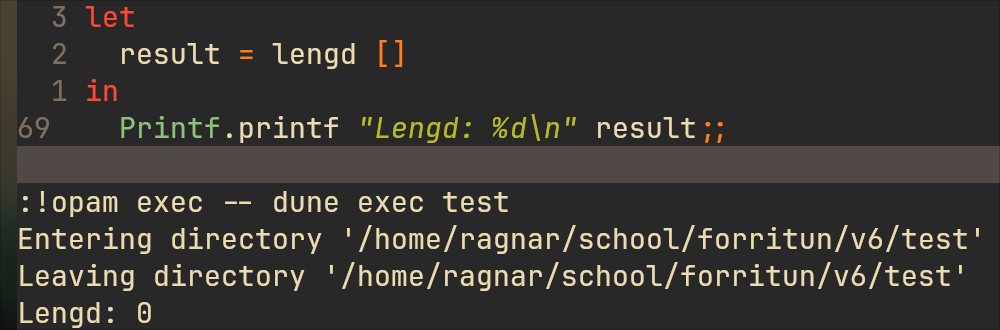 3 let
2   result = lengd []
1 in
69   Printf.printf "Lengd: %d\n" result;;
:!opam exec -- dune exec test
Entering directory '/home/ragnar/school/forritun/v6/test'
Leaving directory '/home/ragnar/school/forritun/v6/test'
Lengd: 0